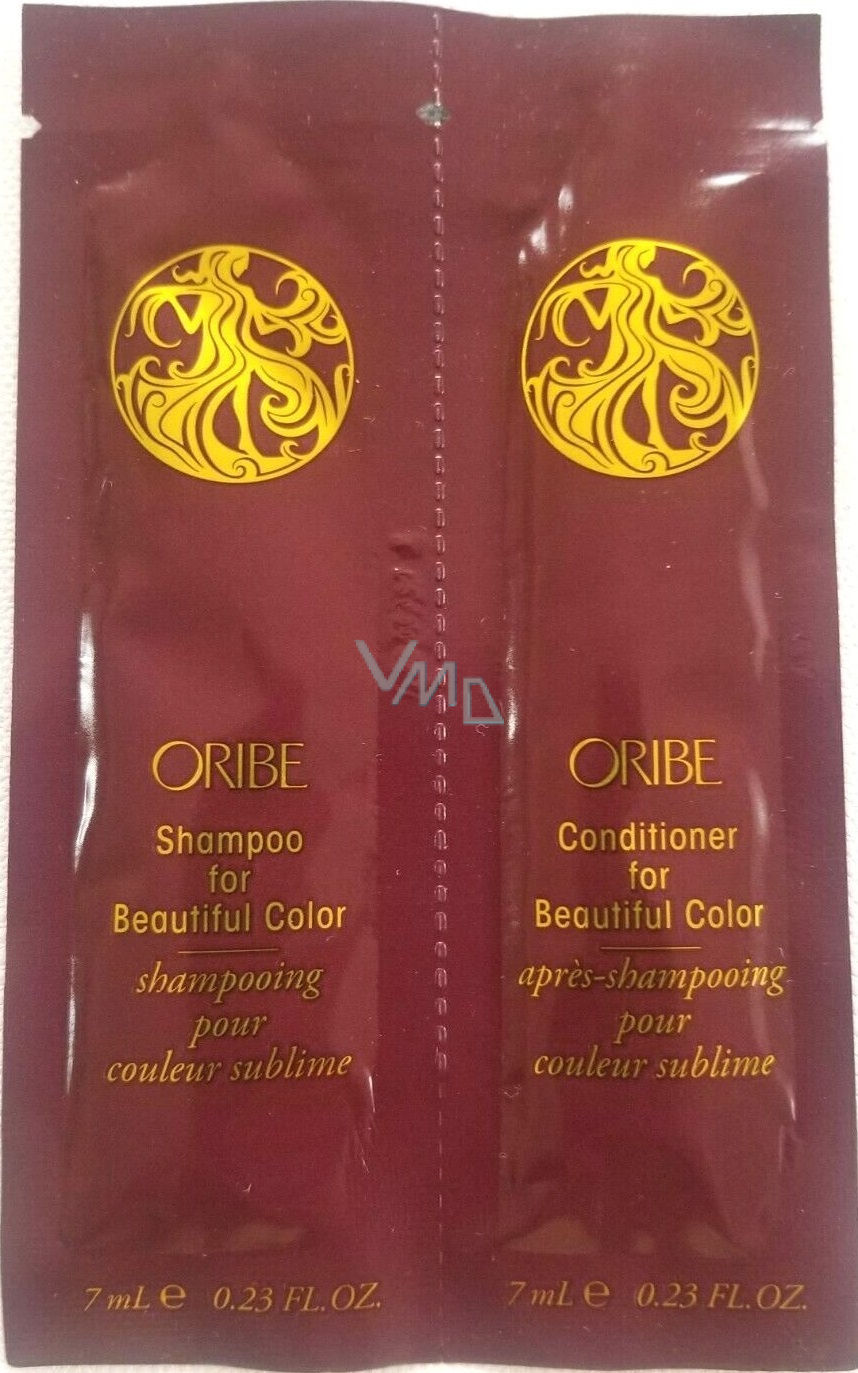 ORIBE
Shampoo
for
Beautiful Color
shampooing
pour
couleur sublime
7 mL e 0.23 FL.OZ.
ORIBE
Conditioner
for
Beautiful Color
après-shampooing
pour
couleur sublime
7 mL e 0.23 FL.OZ.
VMD